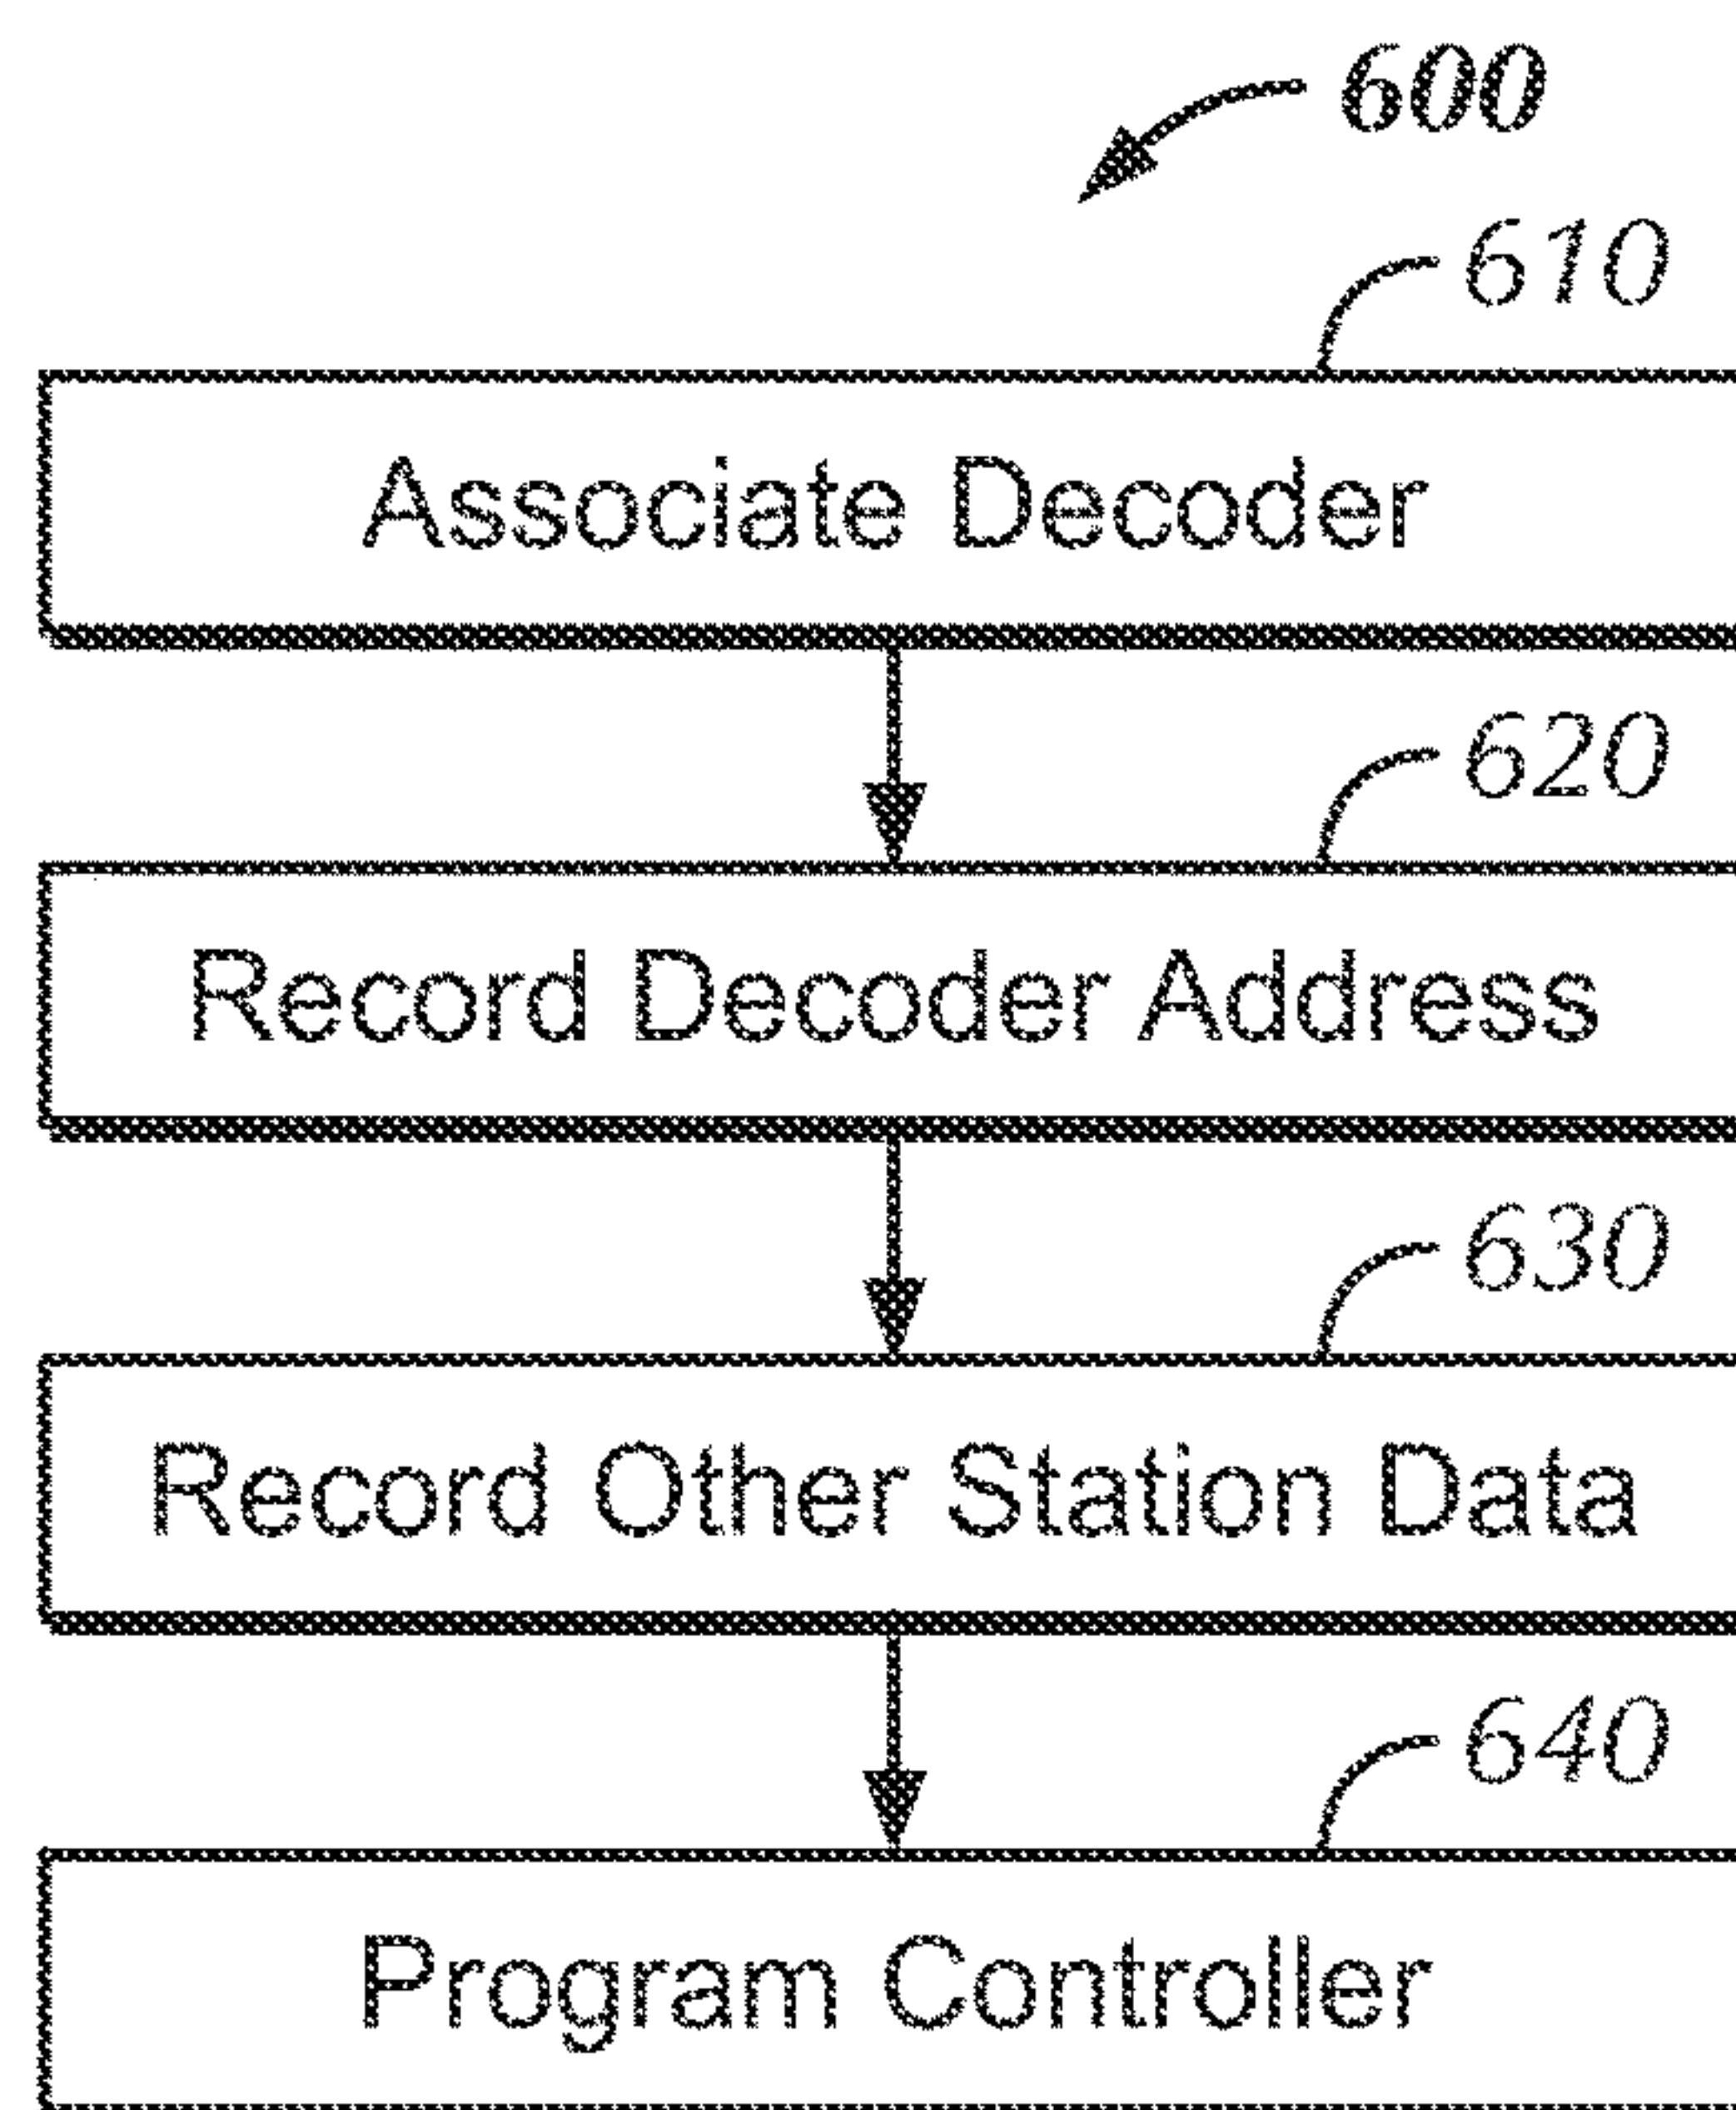 600
610
Associate Decoder
620
Record Decoder Address
630
Record Other Station Data
640
Program Controller